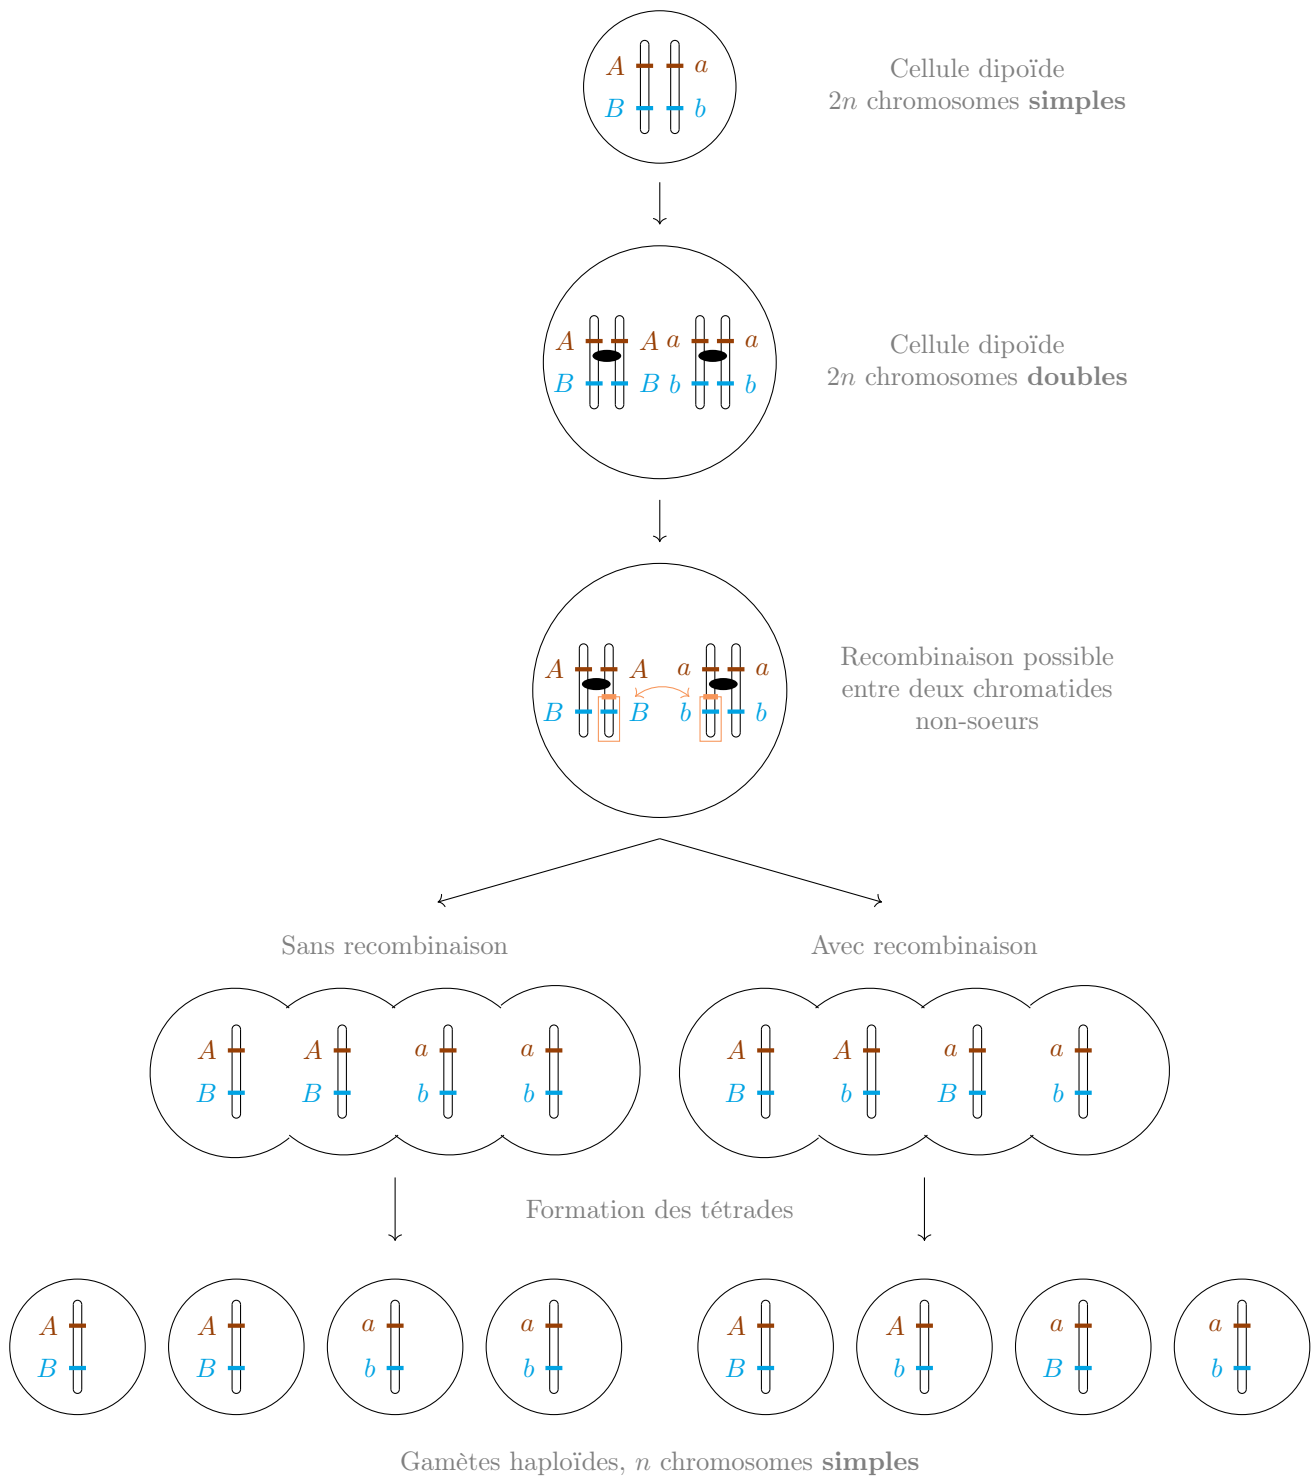 A a
B b
Cellule dipoïde
2n chromosomes simples
A A a a
B B b b
Cellule dipoïde
2n chromosomes doubles
A A a a
B B b b
Recombinaison possible
entre deux chromatides
non-soeurs
Sans recombinaison
Avec recombinaison
A A a a
B B b b
A A a a
B b B b
Formation des tétrades
A A a a
B B b b
A A a a
B b B b
Gamètes haploïdes, n chromosomes simples